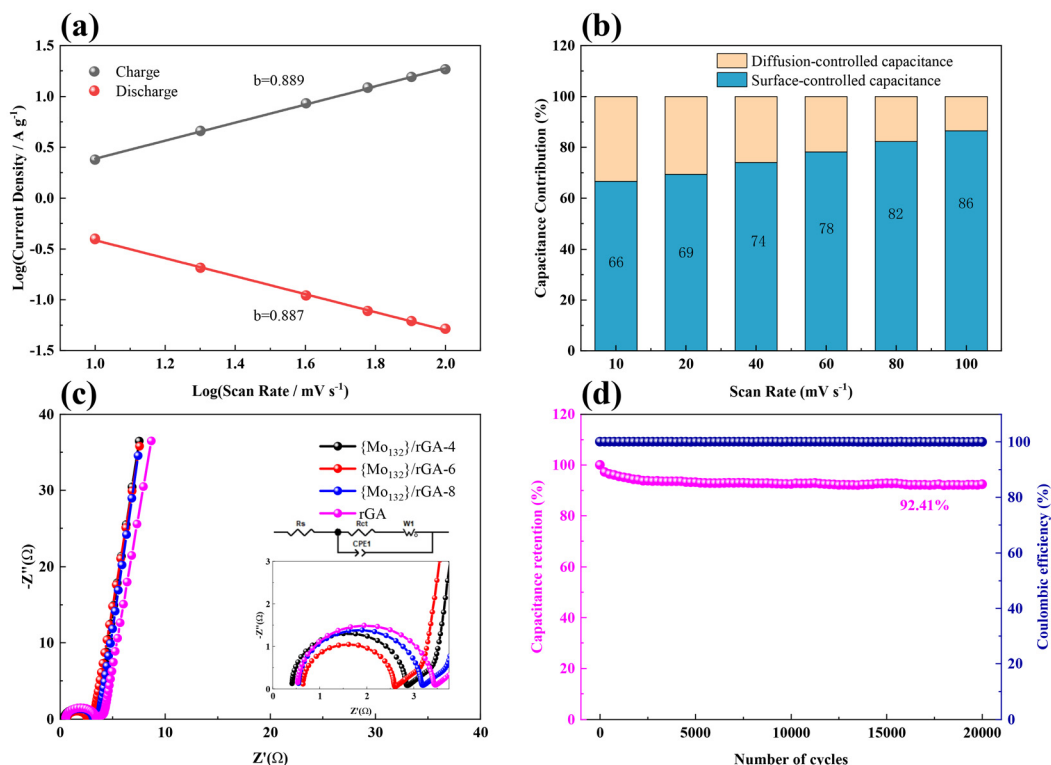 (a)
1.5
1.0
0.5
0.0
-0.5
-1.0
-1.5
Log(Current Density / A g⁻¹)
Charge
Discharge
b=0.889
b=0.887
1.0 1.2 1.4 1.6 1.8 2.0
Log(Scan Rate / mV s⁻¹)
(b)
120
100
80
60
40
20
0
Capacitance Contribution (%)
Diffusion-controlled capacitance
Surface-controlled capacitance
66 69 74 78 82 86
10 20 40 60 80 100
Scan Rate (mV s⁻¹)
(c)
40
30
20
10
0
-Z''(Ω)
{Mo₁₃₂}/rGA-4
{Mo₁₃₂}/rGA-6
{Mo₁₃₂}/rGA-8
rGA
Rs Rct W1
CPE1
3
2
1
0
-Z''(Ω)
0 1 2 3
Z'(Ω)
0 10 20 30 40
Z'(Ω)
(d)
120
100
80
60
40
20
0
Capacitance retention (%)
92.41%
100
80
60
40
20
0
Coulombic efficiency (%)
0 5000 10000 15000 20000
Number of cycles